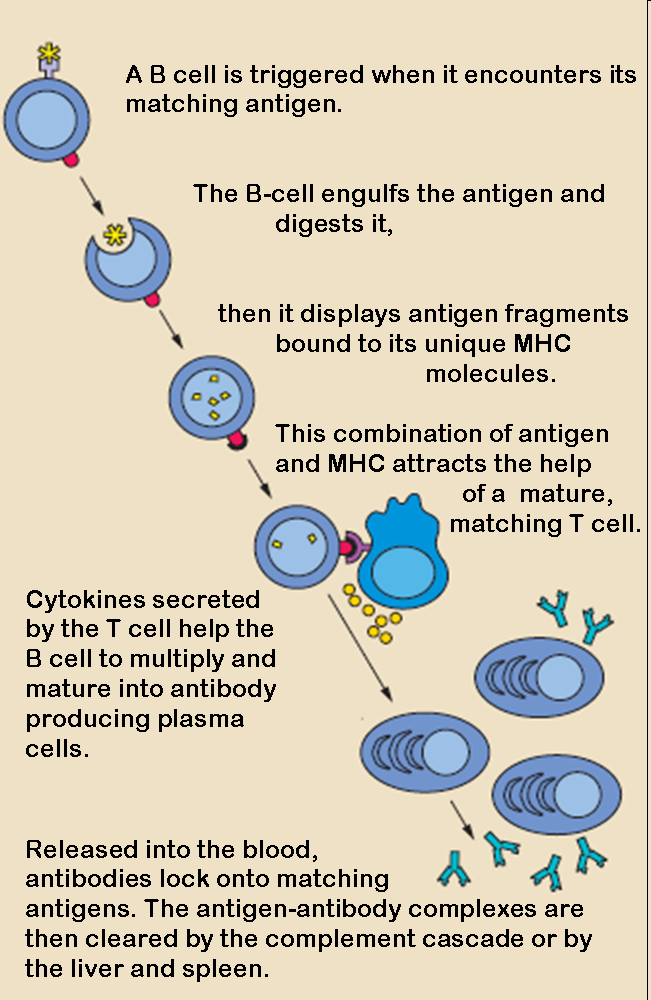 A B cell is triggered when it encounters its
matching antigen.
The B-cell engulfs the antigen and
digests it,
then it displays antigen fragments
bound to its unique MHC
molecules.
This combination of antigen
and MHC attracts the help
of a mature,
matching T cell.
Cytokines secreted
by the T cell help the
B cell to multiply and
mature into antibody
producing plasma
cells.
Released into the blood,
antibodies lock onto matching
antigens. The antigen-antibody complexes are
then cleared by the complement cascade or by
the liver and spleen.